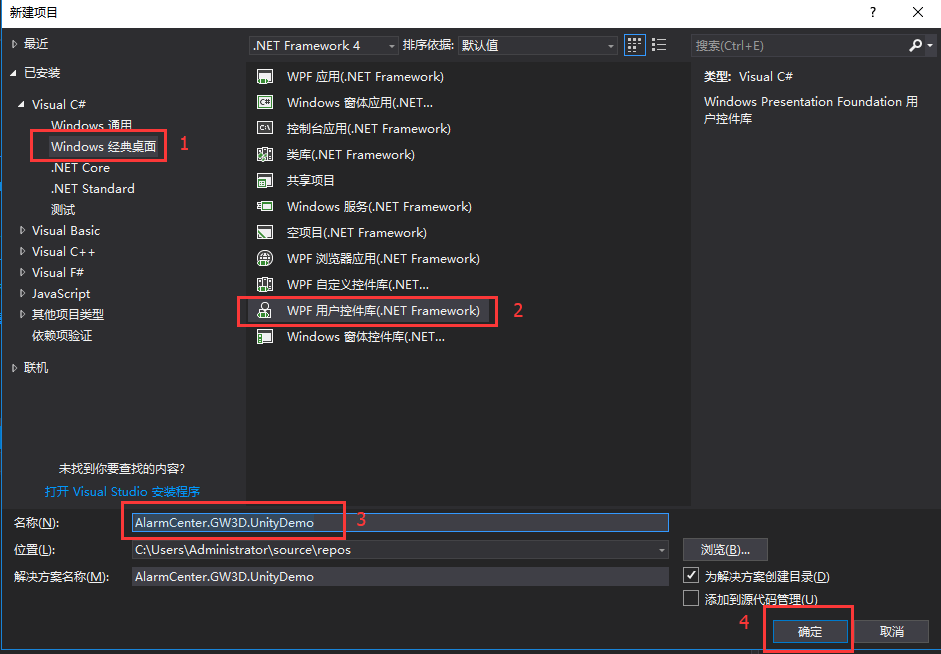 新建项目
?
最近
已安装
Visual C#
Windows 通用
Windows 经典桌面
1
.NET Core
.NET Standard
测试
Visual Basic
Visual C++
Visual F#
JavaScript
其他项目类型
依赖项验证
联机
未找到你要查找的内容?
打开 Visual Studio 安装程序
.NET Framework 4
排序依据:
默认值
WPF 应用(.NET Framework)
C#
Windows 窗体应用(.NET...
C:\
控制台应用(.NET Framework)
类库(.NET Framework)
共享项目
Windows 服务(.NET Framework)
空项目(.NET Framework)
WPF 浏览器应用(.NET Framework)
WPF 自定义控件库(.NET...
WPF 用户控件库(.NET Framework)
2
Windows 窗体控件库(.NET...
搜索(Ctrl+E)
类型: Visual C#
Windows Presentation Foundation 用
户控件库
名称(N):
AlarmCenter.GW3D.UnityDemo
3
位置(L):
C:\Users\Administrator\source\repos
浏览(B)...
解决方案名称(M):
AlarmCenter.GW3D.UnityDemo
为解决方案创建目录(D)
添加到源代码管理(U)
4
确定
取消